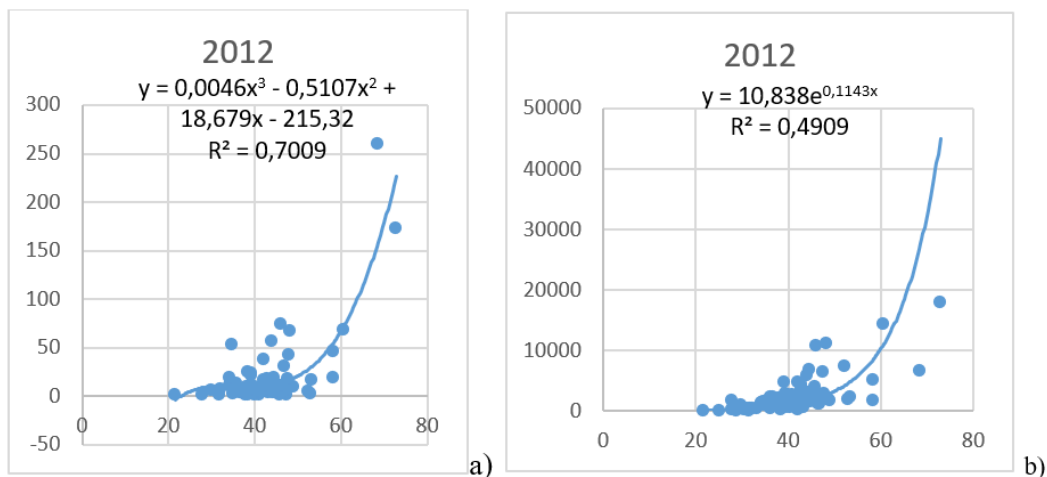 2012
y = 0,0046x³ - 0,5107x² +
18,679x - 215,32
R² = 0,7009
300
250
200
150
100
50
0
-50
0 20 40 60 80
a)
2012
y = 10,838e^0,1143x
R² = 0,4909
50000
40000
30000
20000
10000
0
0 20 40 60 80
b)